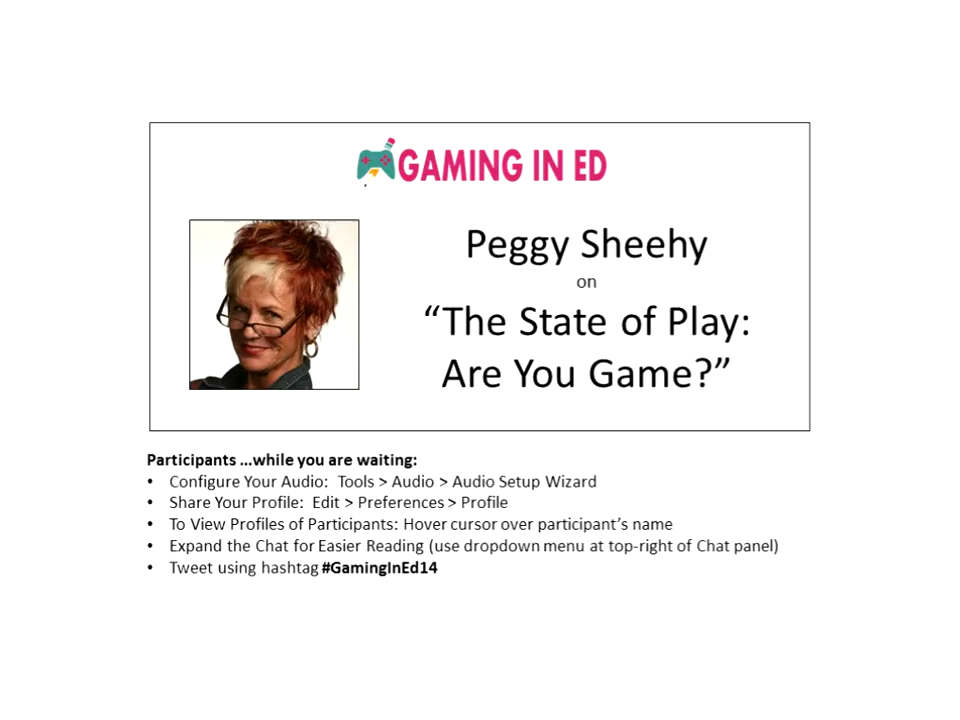 GAMING IN ED
Peggy Sheehy
on
“The State of Play:
Are You Game?”
Participants ...while you are waiting:
• Configure Your Audio: Tools > Audio > Audio Setup Wizard
• Share Your Profile: Edit > Preferences > Profile
• To View Profiles of Participants: Hover cursor over participant’s name
• Expand the Chat for Easier Reading (use dropdown menu at top-right of Chat panel)
• Tweet using hashtag #GamingInEd14